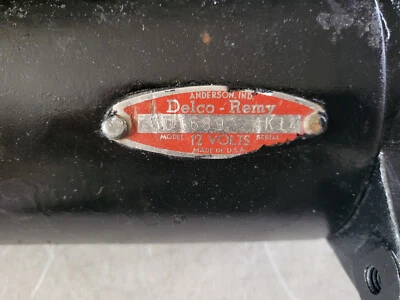 ANDERSON, IND.
Delco-Remy
MODEL 12 VOLTS SERIAL
MADE IN U.S.A.